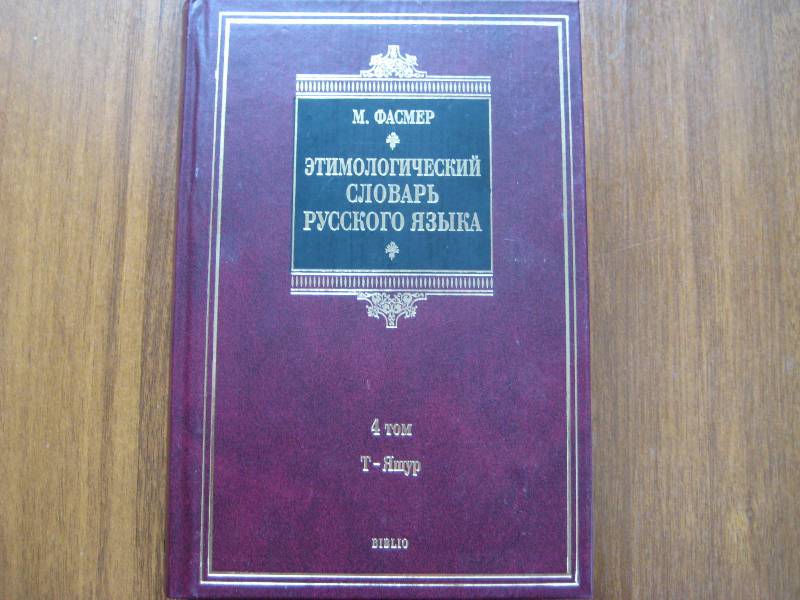 М. ФАСМЕР
ЭТИМОЛОГИЧЕСКИЙ
СЛОВАРЬ
РУССКОГО ЯЗЫКА
4 том
Т – Ящур
BIBLIO